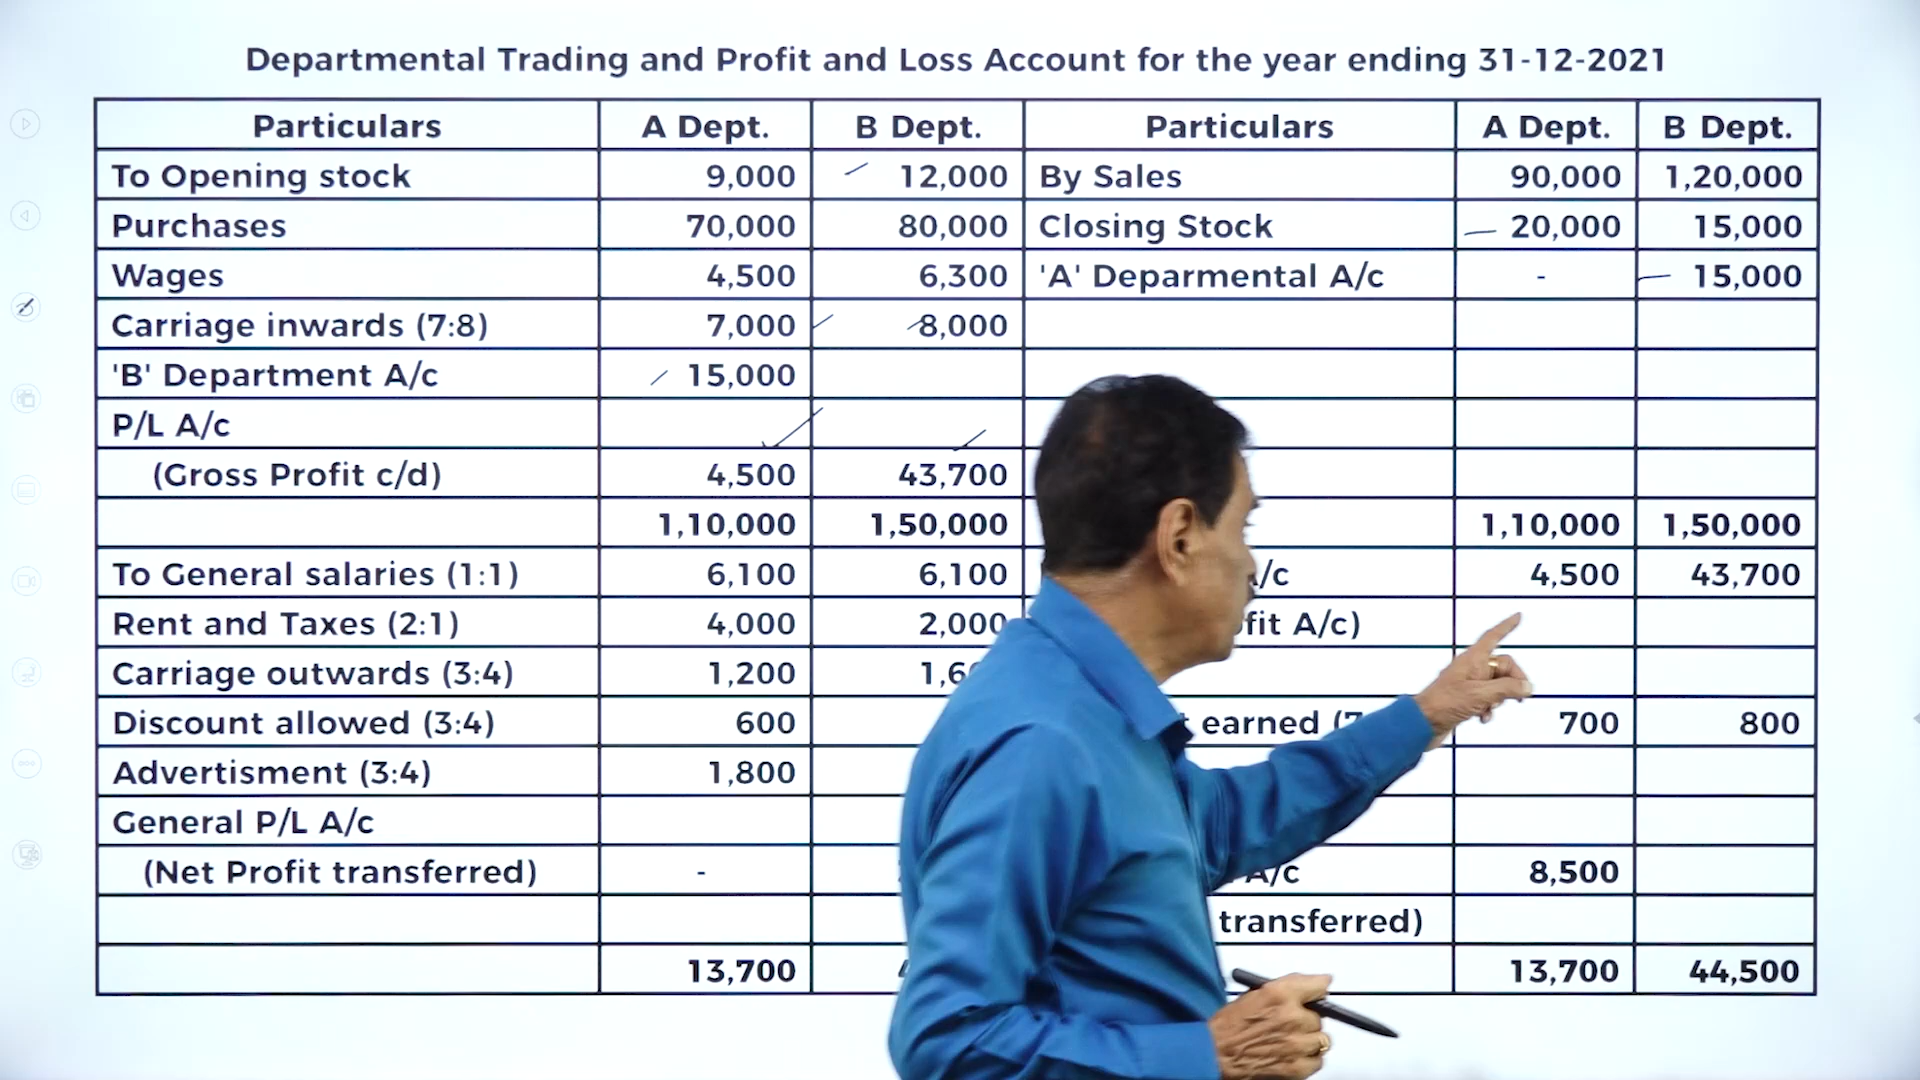 Departmental Trading and Profit and Loss Account for the year ending 31-12-2021
Particulars A Dept. B Dept. Particulars A Dept. B Dept.
To Opening stock 9,000 12,000 By Sales 90,000 1,20,000
Purchases 70,000 80,000 Closing Stock 20,000 15,000
Wages 4,500 6,300 'A' Deparmental A/c - 15,000
Carriage inwards (7:8) 7,000 8,000
'B' Department A/c 15,000
P/L A/c
(Gross Profit c/d) 4,500 43,700
1,10,000 1,50,000 1,10,000 1,50,000
To General salaries (1:1) 6,100 6,100 /c 4,500 43,700
Rent and Taxes (2:1) 4,000 2,000 fit A/c)
Carriage outwards (3:4) 1,200
Discount allowed (3:4) 600 earned 700 800
Advertisment (3:4) 1,800
General P/L A/c
(Net Profit transferred) - A/c 8,500
transferred)
13,700 13,700 44,500